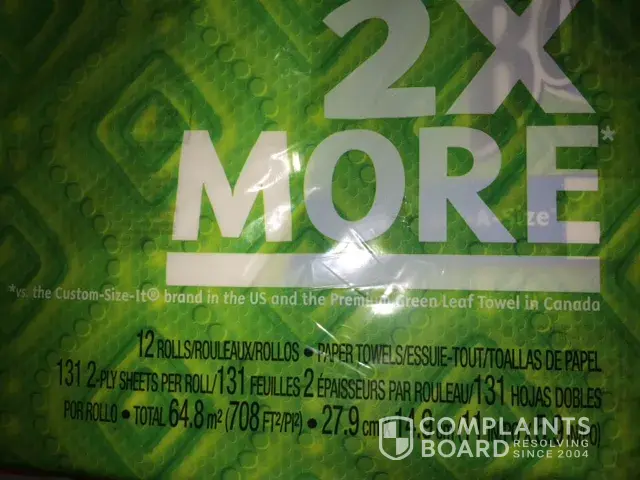 2X
MORE*
*vs. the Custom-Size-It® brand in the US and the Premium Green Leaf Towel in Canada
12 ROLLS/ROULEAUX/ROLLOS • PAPER TOWELS/ESSUIE-TOUT/TOALLAS DE PAPEL
131 2-PLY SHEETS PER ROLL/131 FEUILLES 2 ÉPAISSEURS PAR ROULEAU/131 HOJAS DOBLES
POR ROLLO • TOTAL 64.8 m² (708 FT²/PI²) • 27.9 cm
COMPLAINTS
BOARD RESOLVING
SINCE 2004